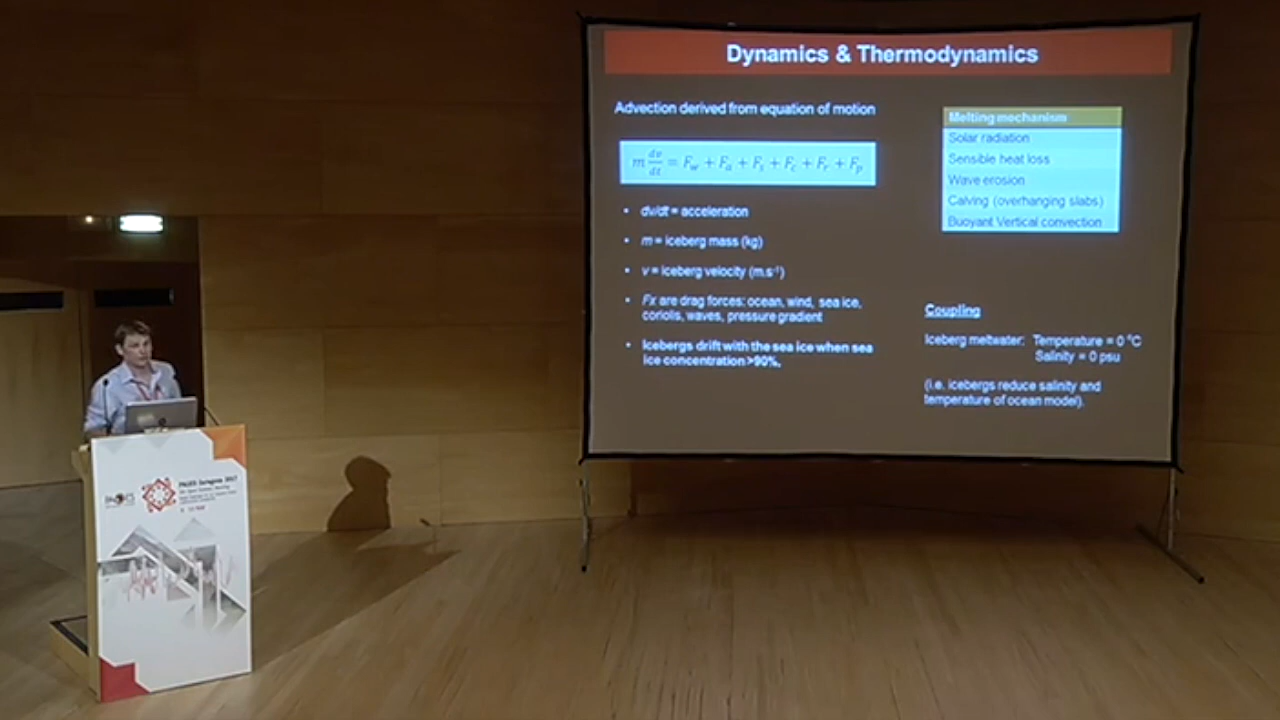 Dynamics & Thermodynamics
Advection derived from equation of motion
m dv/dt = F_w + F_a + F_s + F_c + F_r + F_p
• dv/dt = acceleration
• m = iceberg mass (kg)
• v = iceberg velocity (m.s⁻¹)
• Fx are drag forces: ocean, wind, sea ice,
coriolis, waves, pressure gradient
• Icebergs drift with the sea ice when sea
ice concentration >90%.
Melting mechanism
Solar radiation
Sensible heat loss
Wave erosion
Calving (overhanging slabs)
Buoyant Vertical convection
Coupling
Iceberg meltwater: Temperature = 0 °C
Salinity = 0 psu
(i.e. icebergs reduce salinity and
temperature of ocean model).
PAGES
PAGES Zaragoza 2017